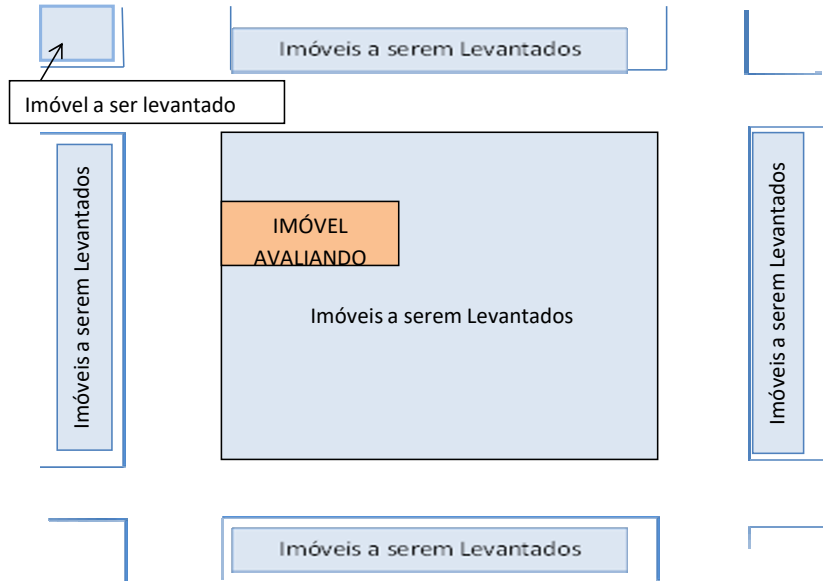 Imóveis a serem Levantados
Imóvel a ser levantado
Imóveis a serem Levantados
IMÓVEL
AVALIANDO
Imóveis a serem Levantados
Imóveis a serem Levantados
Imóveis a serem Levantados